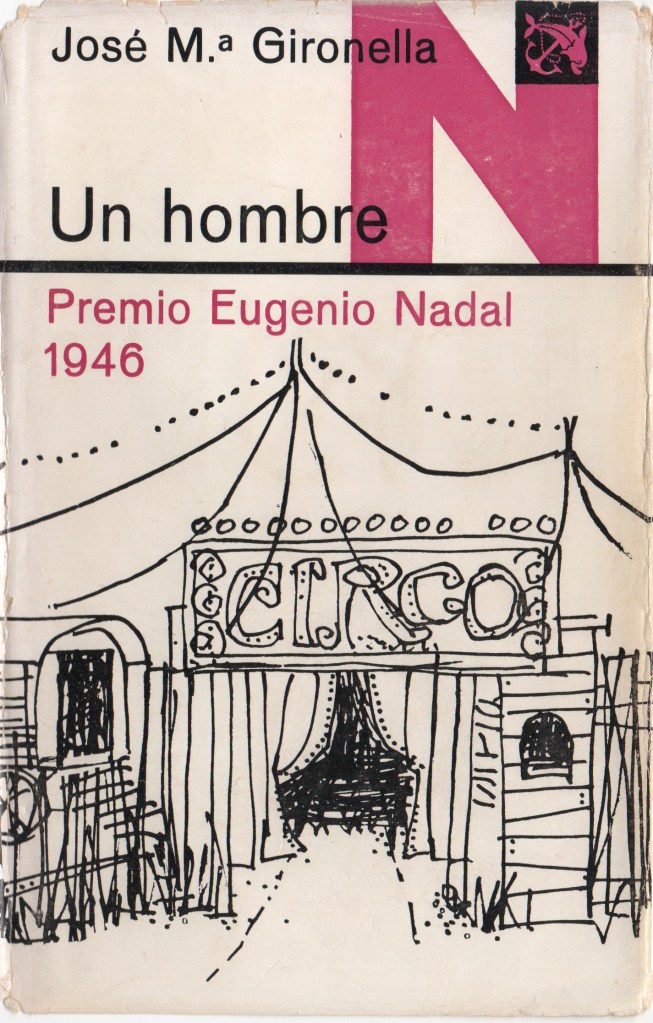 José M.ª Gironella
N
Un hombre
Premio Eugenio Nadal
1946
CIRCO